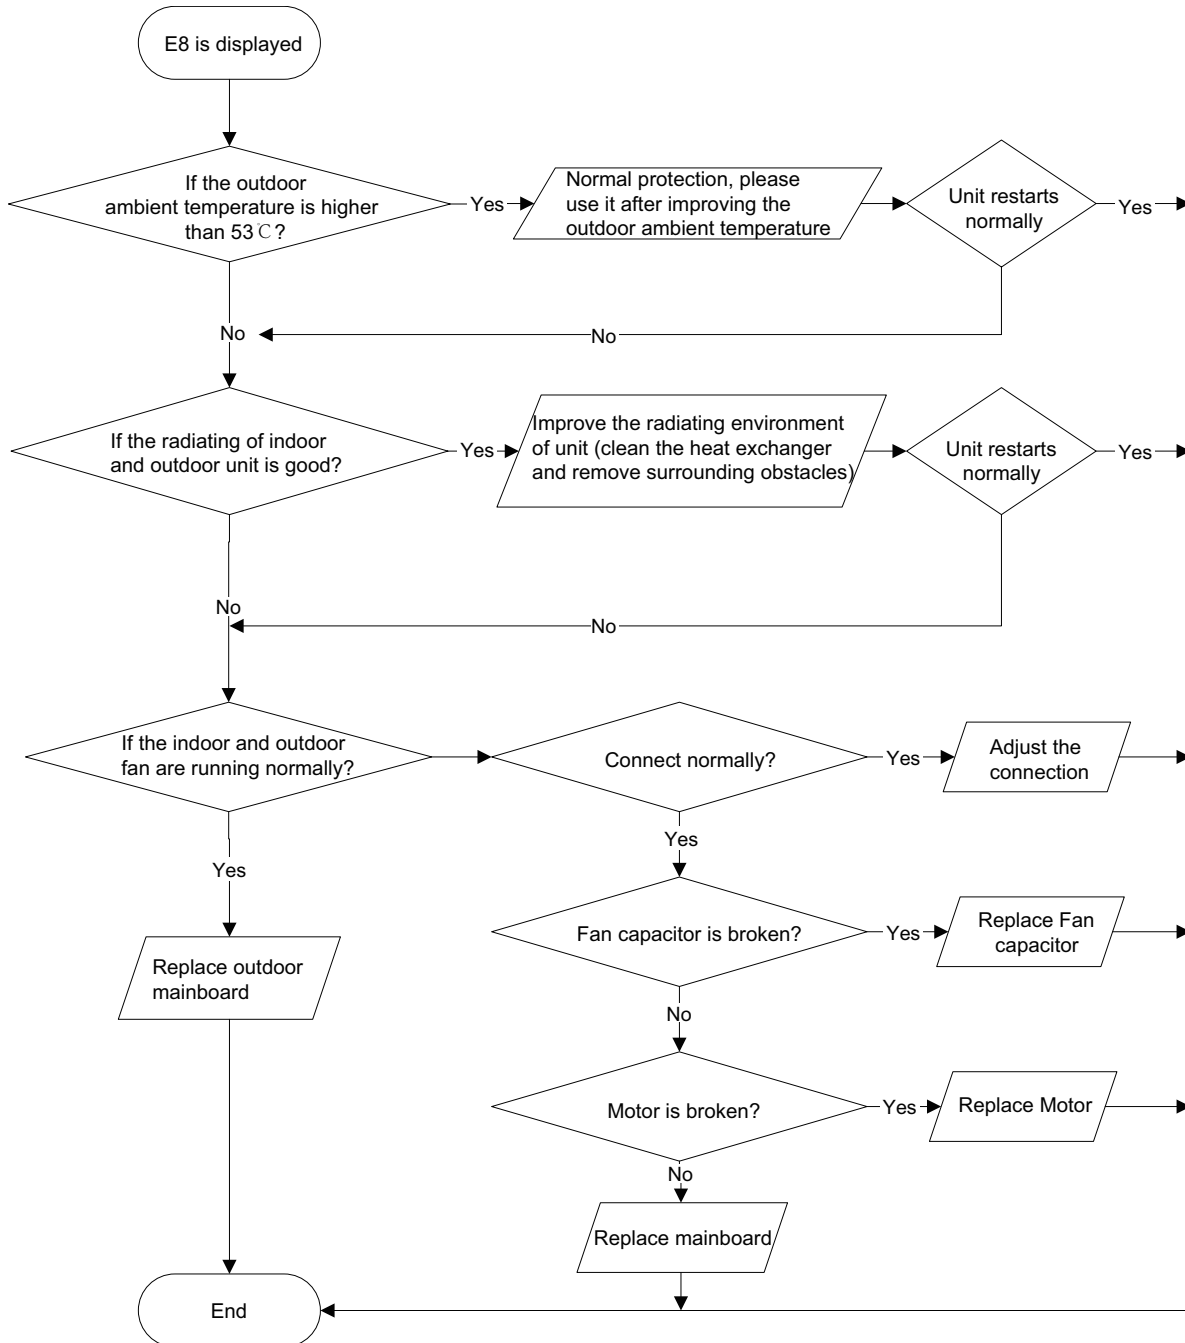 E8 is displayed
If the outdoor
ambient temperature is higher
than 53℃?
Yes
Normal protection, please
use it after improving the
outdoor ambient temperature
Unit restarts
normally
Yes
No
No
If the radiating of indoor
and outdoor unit is good?
Yes
Improve the radiating environment
of unit (clean the heat exchanger
and remove surrounding obstacles)
Unit restarts
normally
Yes
No
No
If the indoor and outdoor
fan are running normally?
Connect normally?
Yes
Adjust the
connection
Yes
Yes
Fan capacitor is broken?
Yes
Replace Fan
capacitor
Replace outdoor
mainboard
No
Motor is broken?
Yes
Replace Motor
No
Replace mainboard
End